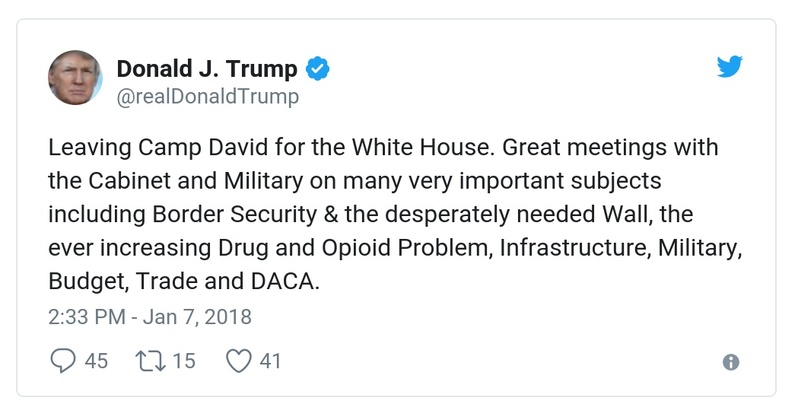 Donald J. Trump
@realDonaldTrump
Leaving Camp David for the White House. Great meetings with
the Cabinet and Military on many very important subjects
including Border Security & the desperately needed Wall, the
ever increasing Drug and Opioid Problem, Infrastructure, Military,
Budget, Trade and DACA.
2:33 PM - Jan 7, 2018
45 15 41